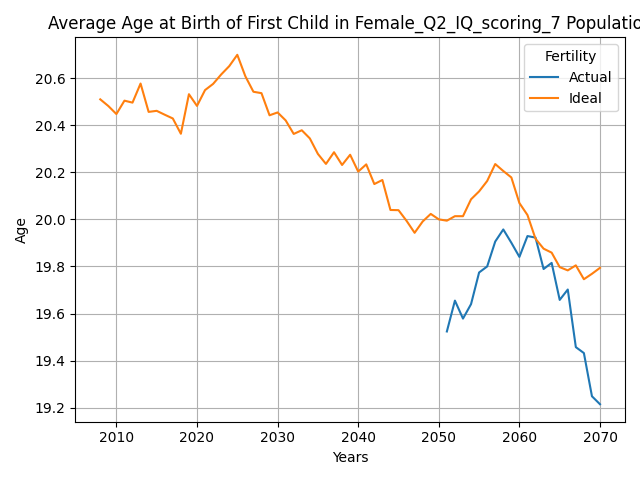 Average Age at Birth of First Child in Female_Q2_IQ_scoring_7 Populatio
Fertility
Actual
Ideal
Age
20.6
20.4
20.2
20.0
19.8
19.6
19.4
19.2
2010 2020 2030 2040 2050 2060 2070
Years